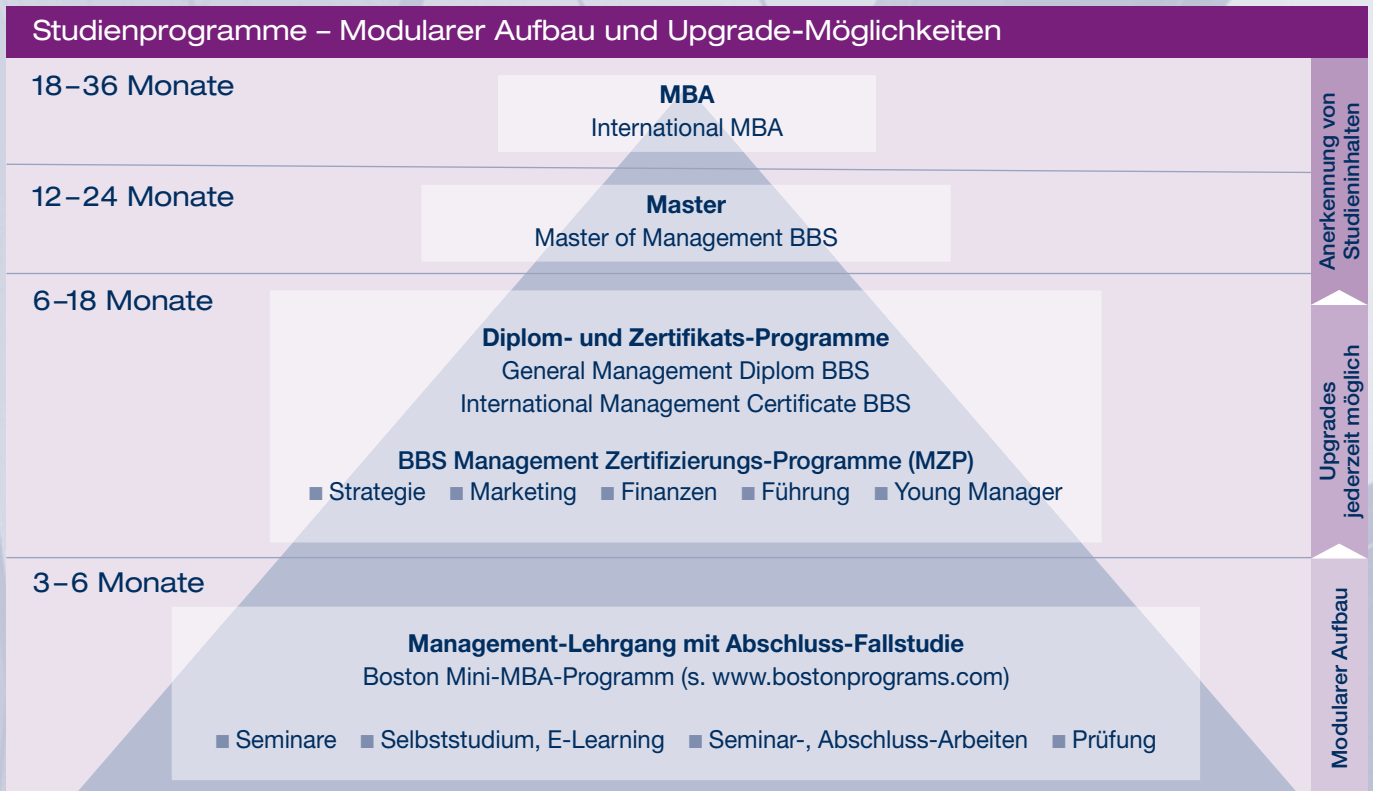 Studienprogramme – Modularer Aufbau und Upgrade-Möglichkeiten
18–36 Monate
MBA
International MBA
12–24 Monate
Master
Master of Management BBS
6–18 Monate
Diplom- und Zertifikats-Programme
General Management Diplom BBS
International Management Certificate BBS
BBS Management Zertifizierungs-Programme (MZP)
■ Strategie ■ Marketing ■ Finanzen ■ Führung ■ Young Manager
3–6 Monate
Management-Lehrgang mit Abschluss-Fallstudie
Boston Mini-MBA-Programm (s. www.bostonprograms.com)
■ Seminare ■ Selbststudium, E-Learning ■ Seminar-, Abschluss-Arbeiten ■ Prüfung
Anerkennung von
Studieninhalten
Upgrades
jederzeit möglich
Modularer Aufbau